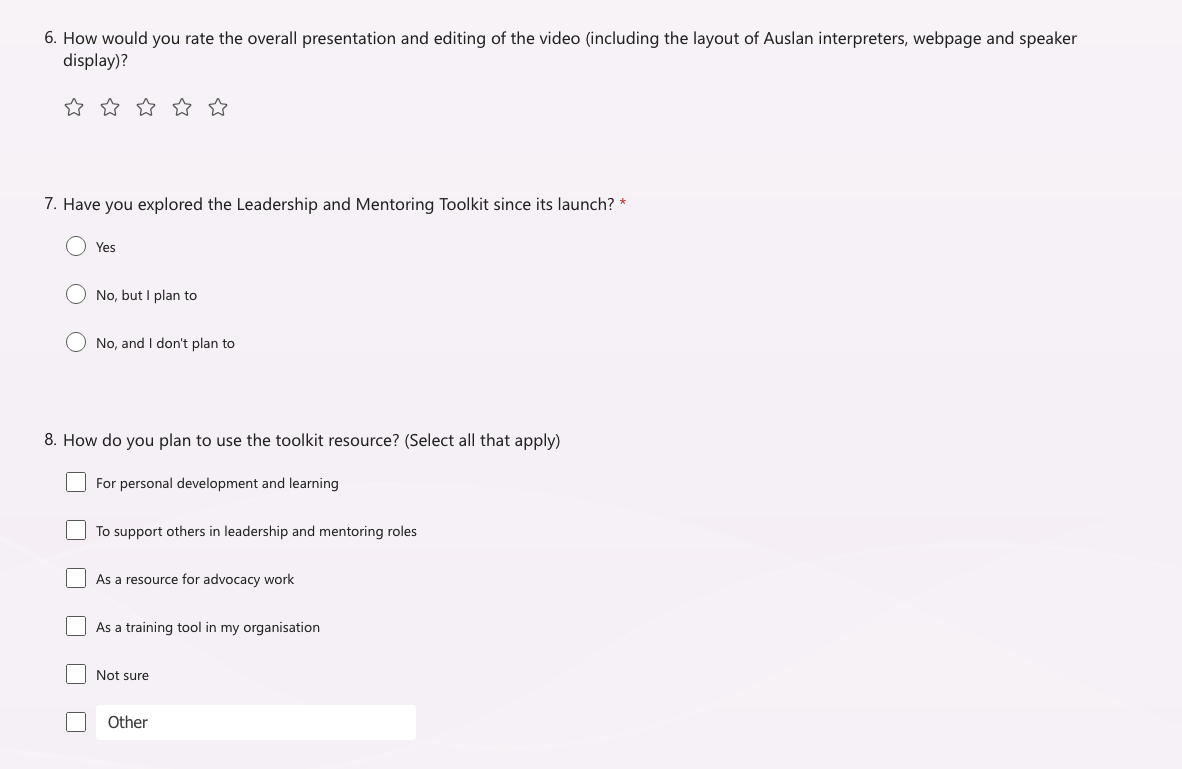 6. How would you rate the overall presentation and editing of the video (including the layout of Auslan interpreters, webpage and speaker
display)?
7. Have you explored the Leadership and Mentoring Toolkit since its launch? *
Yes
No, but I plan to
No, and I don't plan to
8. How do you plan to use the toolkit resource? (Select all that apply)
For personal development and learning
To support others in leadership and mentoring roles
As a resource for advocacy work
As a training tool in my organisation
Not sure
Other